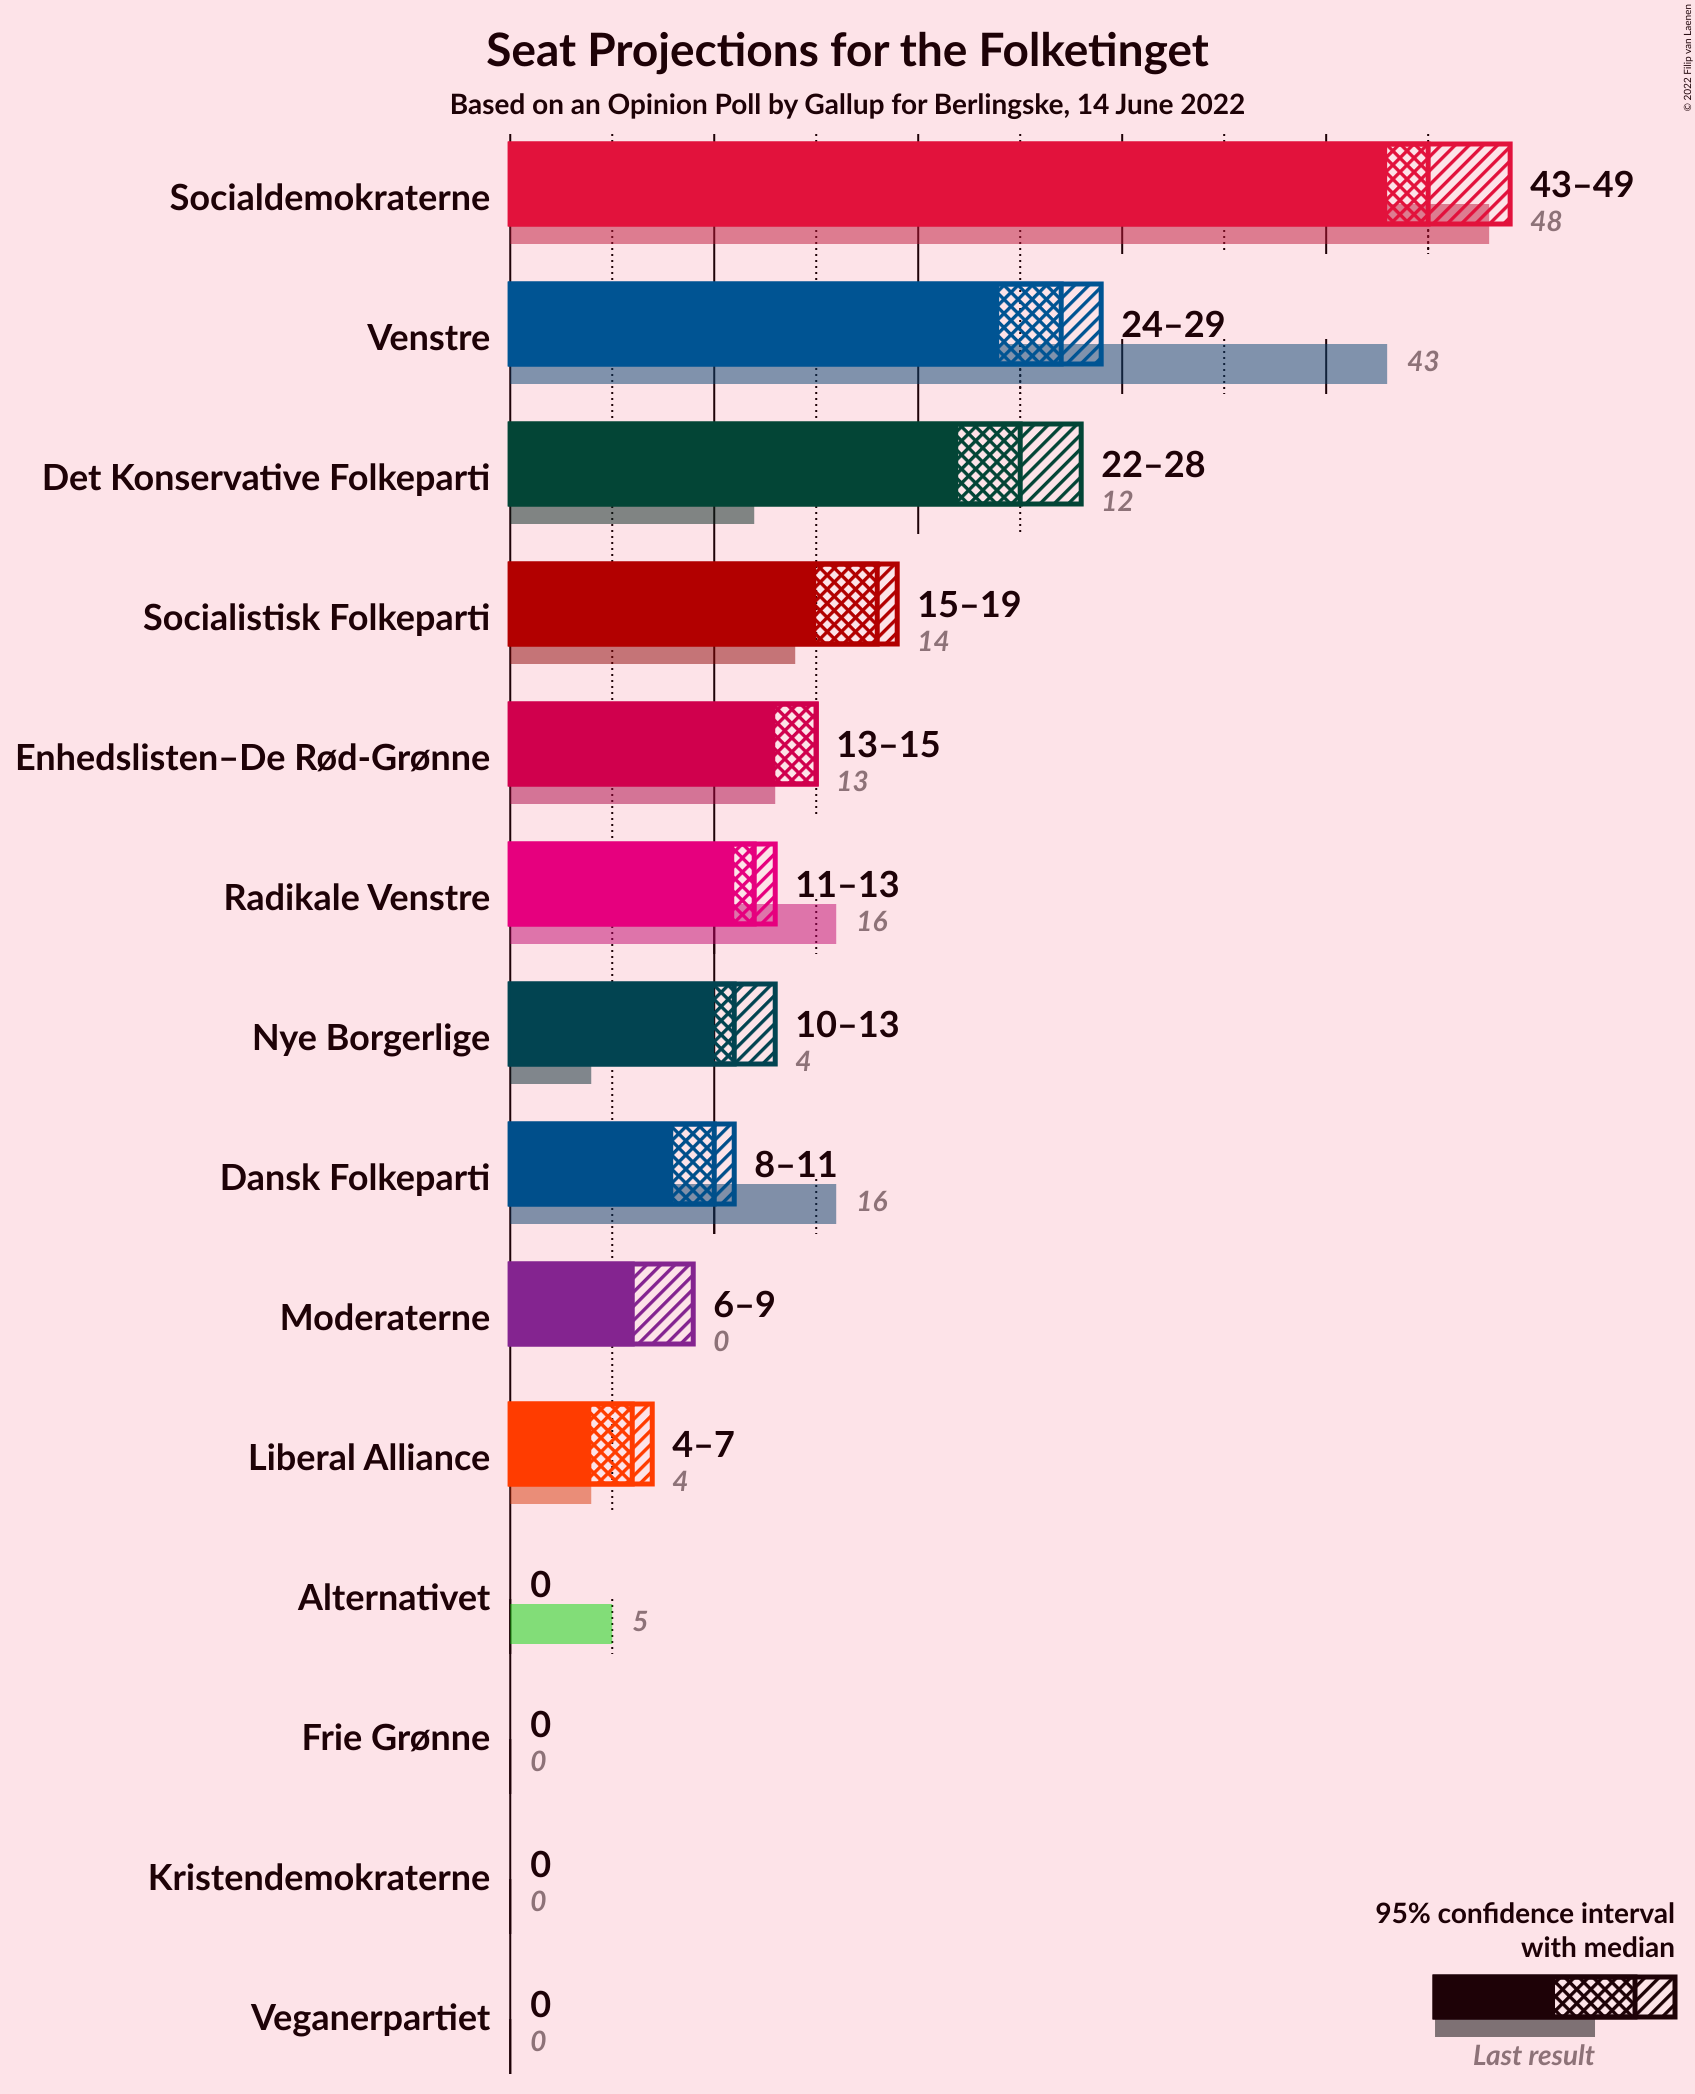 Seat Projections for the Folketinget
Based on an Opinion Poll by Gallup for Berlingske, 14 June 2022
© 2022 Filip van Laenen
Socialdemokraterne
43–49
48
Venstre
24–29
43
Det Konservative Folkeparti
22–28
12
Socialistisk Folkeparti
15–19
14
Enhedslisten–De Rød-Grønne
13–15
13
Radikale Venstre
11–13
16
Nye Borgerlige
10–13
4
Dansk Folkeparti
8–11
16
Moderaterne
6–9
0
Liberal Alliance
4–7
4
Alternativet
0
5
Frie Grønne
0
0
Kristendemokraterne
0
0
Veganerpartiet
0
0
95% confidence interval
with median
Last result